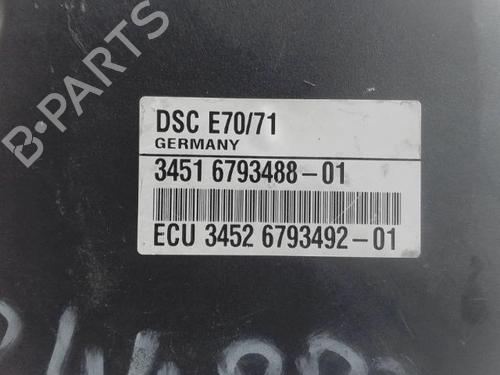 B-PARTS
DSC E70/71
GERMANY
3451 6793488-01
ECU 3452 6793492-01